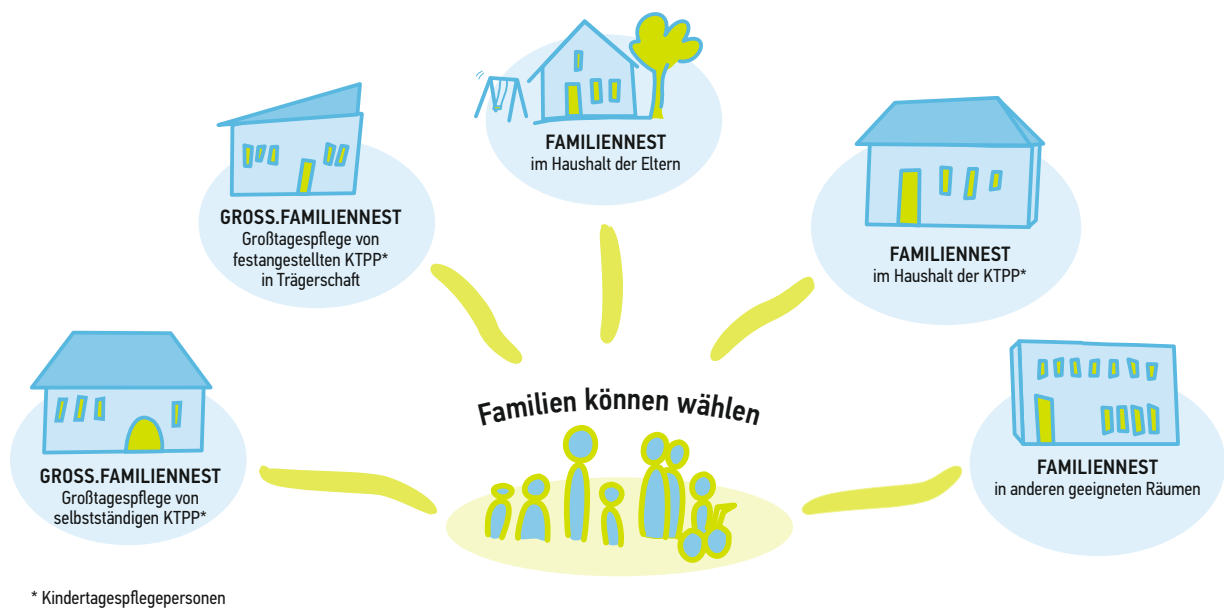 FAMILIENNEST
im Haushalt der Eltern
GROSS.FAMILIENNEST
Großtagespflege von
festangestellten KTPP*
in Trägerschaft
FAMILIENNEST
im Haushalt der KTPP*
GROSS.FAMILIENNEST
Großtagespflege von
selbstständigen KTPP*
Familien können wählen
FAMILIENNEST
in anderen geeigneten Räumen
* Kindertagespflegepersonen